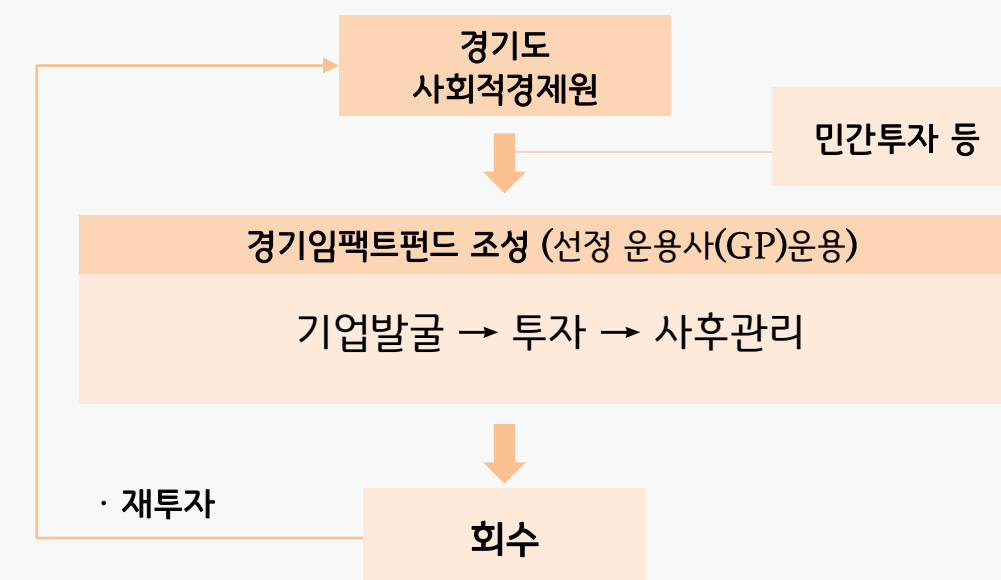 경기도
사회적경제원
민간투자 등
경기임팩트펀드 조성 (선정 운용사(GP)운용)
기업발굴 → 투자 → 사후관리
· 재투자
회수